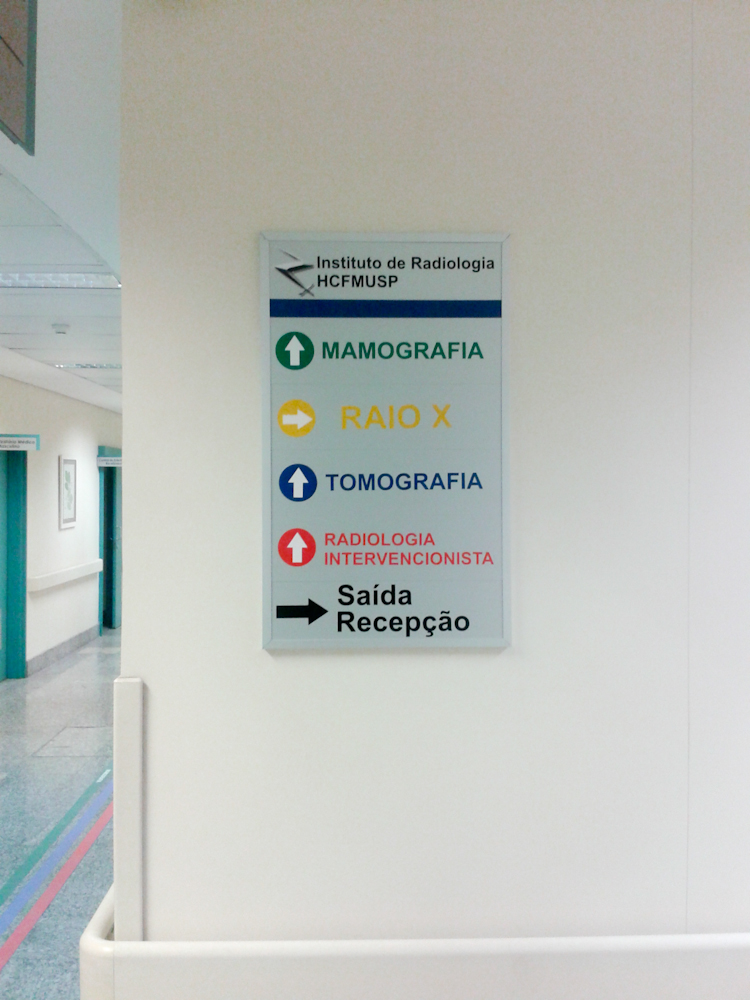 Instituto de Radiologia
HCFMUSP
MAMOGRAFIA
RAIO X
TOMOGRAFIA
RADIOLOGIA
INTERVENCIONISTA
Saída
Recepção